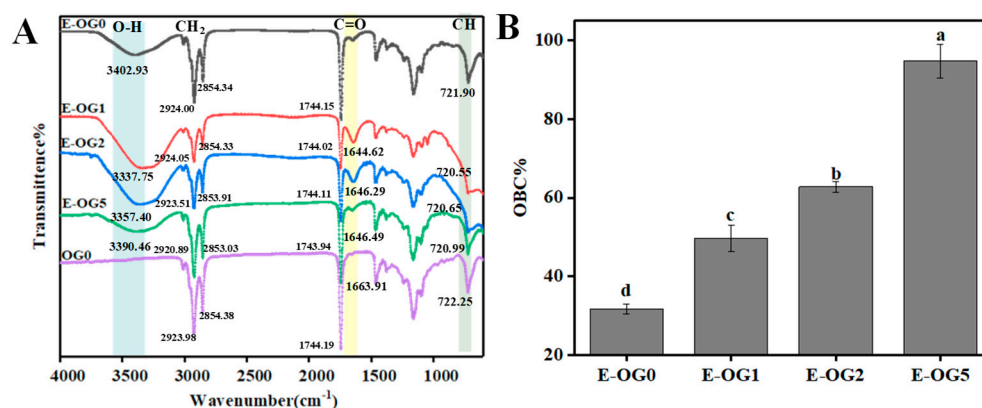 A
E-OG0
O-H
CH2
C=O
CH
3402.93
2924.00
2854.34
721.90
E-OG1
1744.15
2924.05
2854.33
1644.62
3337.75
720.55
E-OG2
1744.02
2923.51
2853.91
1646.29
3357.40
720.65
E-OG5
1744.11
3390.46
2920.89
2853.03
1646.49
720.99
OG0
1743.94
1663.91
722.25
2854.38
2923.98
1744.19
Transmittence%
4000 3500 3000 2500 2000 1500 1000
Wavenumber(cm-1)
B
100
80
60
40
20
OBC%
a
b
c
d
E-OG0 E-OG1 E-OG2 E-OG5